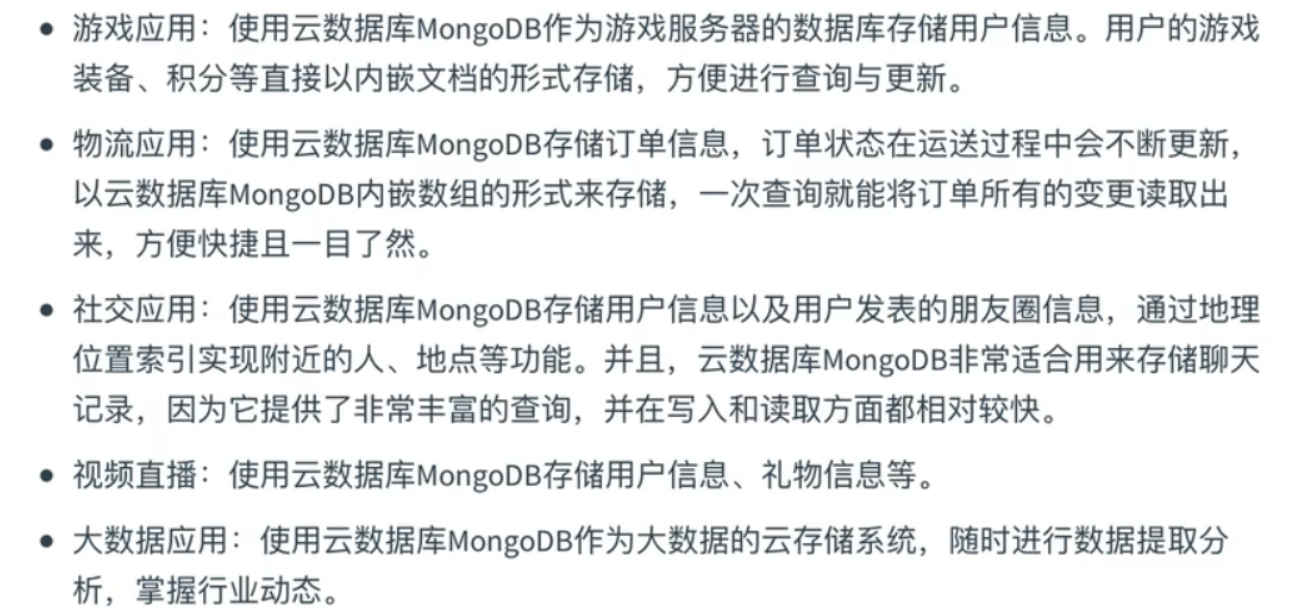 ● 游戏应用：使用云数据库MongoDB作为游戏服务器的数据库存储用户信息。用户的游戏
装备、积分等直接以内嵌文档的形式存储，方便进行查询与更新。
● 物流应用：使用云数据库MongoDB存储订单信息，订单状态在运送过程中会不断更新，
以云数据库MongoDB内嵌数组的形式来存储，一次查询就能将订单所有的变更读取出
来，方便快捷且一目了然。
● 社交应用：使用云数据库MongoDB存储用户信息以及用户发表的朋友圈信息，通过地理
位置索引实现附近的人、地点等功能。并且，云数据库MongoDB非常适合用来存储聊天
记录，因为它提供了非常丰富的查询，并在写入和读取方面都相对较快。
● 视频直播：使用云数据库MongoDB存储用户信息、礼物信息等。
● 大数据应用：使用云数据库MongoDB作为大数据的云存储系统，随时进行数据提取分
析，掌握行业动态。